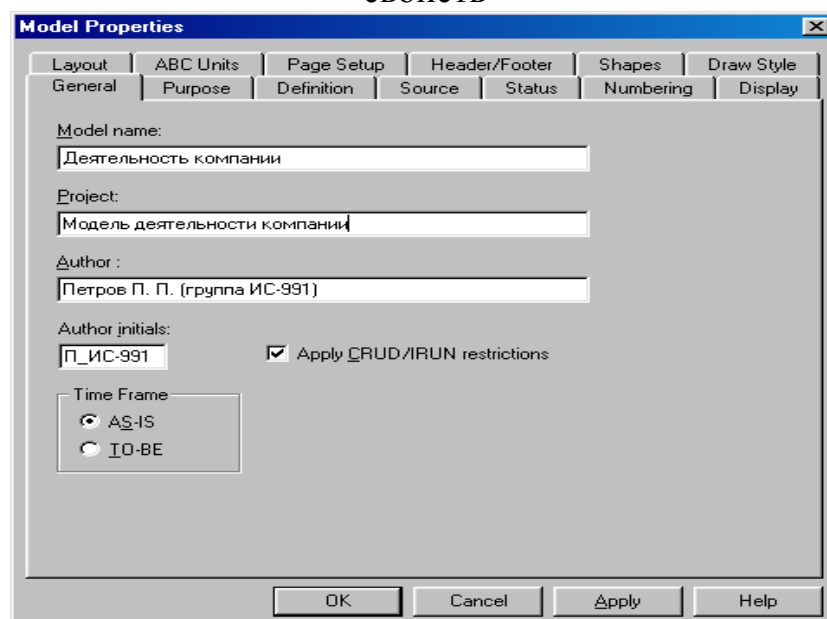 свойств
Model Properties
Layout ABC Units Page Setup Header/Footer Shapes Draw Style
General Purpose Definition Source Status Numbering Display
Model name:
Деятельность компании
Project:
Модель деятельности компании
Author :
Петров П. П. (группа ИС-991)
Author initials:
П_ИС-991 Apply CRUD/IRUN restrictions
Time Frame
AS-IS
TO-BE
OK Cancel Apply Help